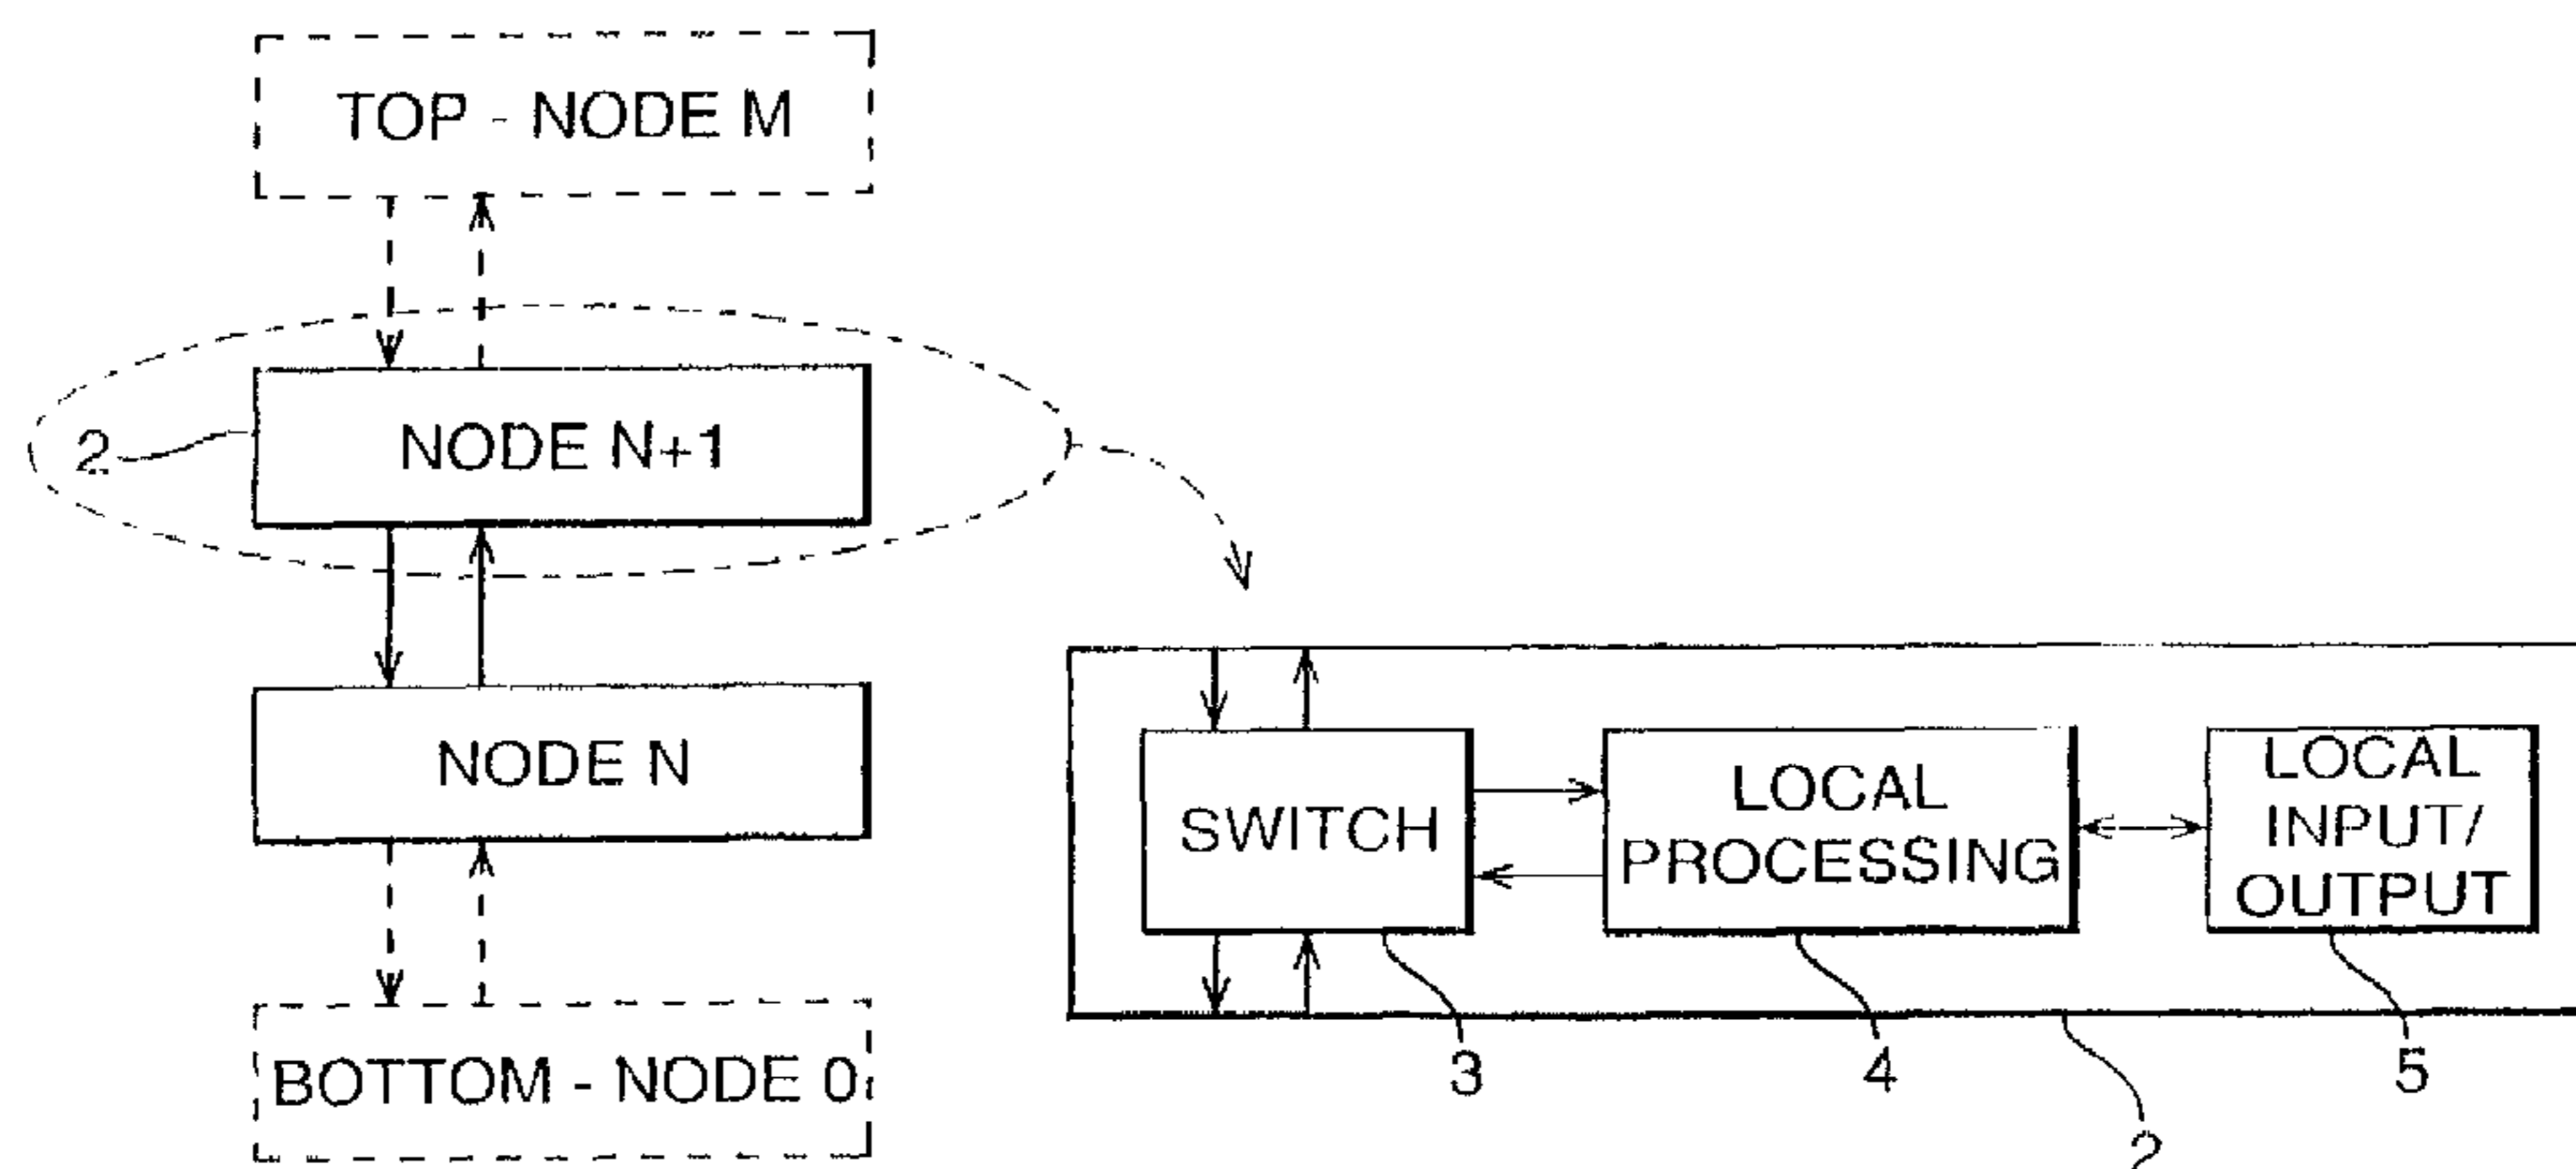 TOP - NODE M
2
NODE N+1
NODE N
BOTTOM - NODE 0
SWITCH
LOCAL
PROCESSING
LOCAL
INPUT/
OUTPUT
3
4
5
2